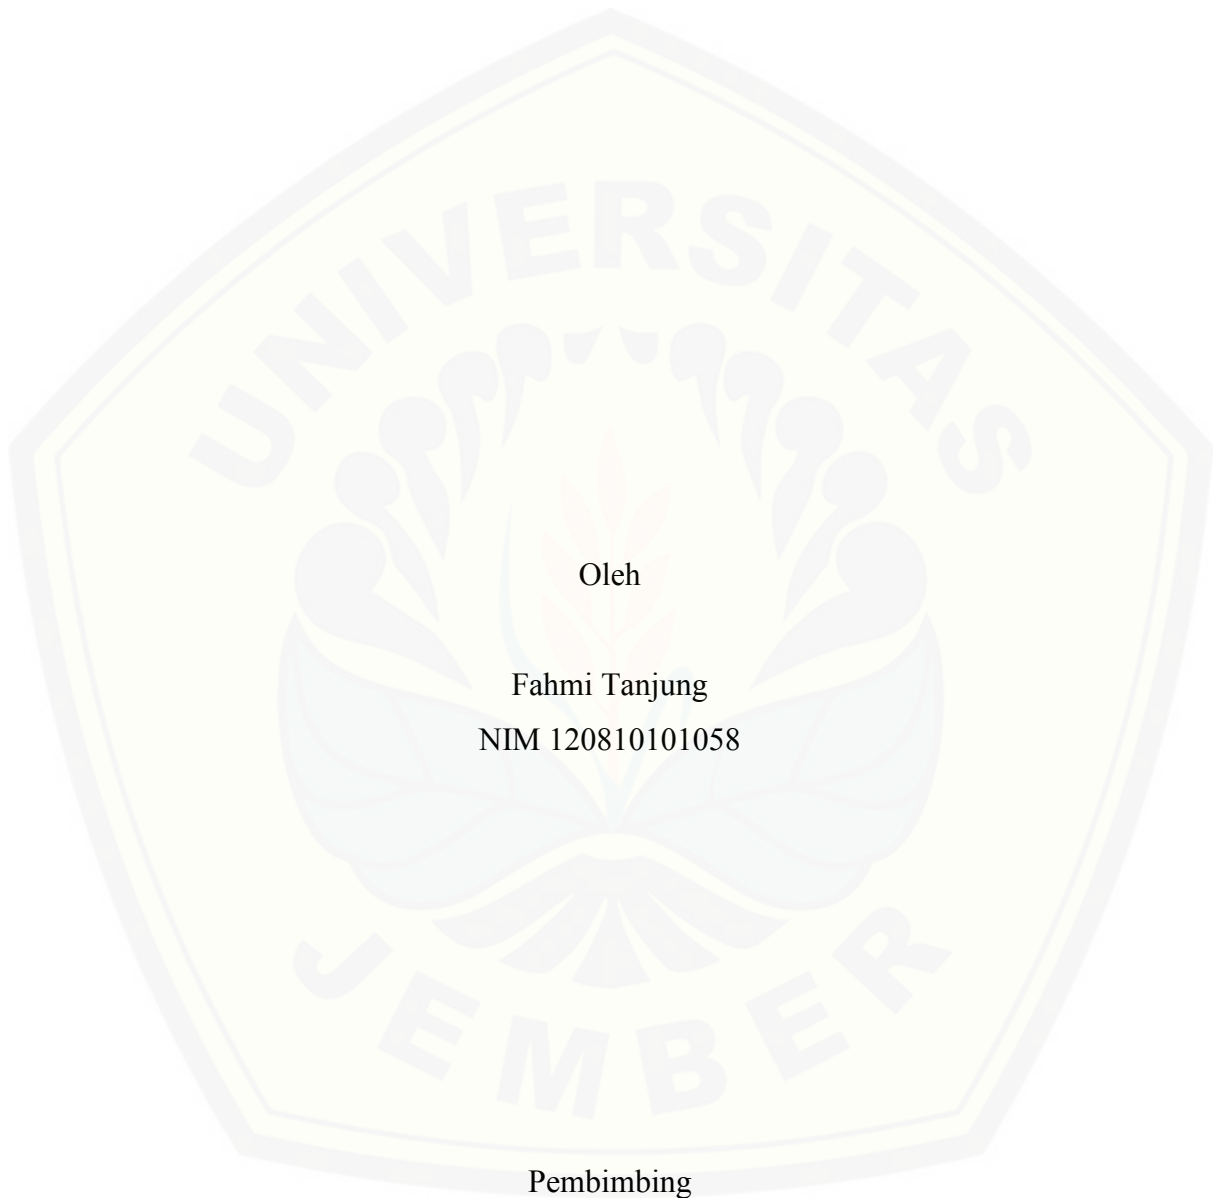 UNIVERSITAS
Oleh
Fahmi Tanjung
NIM 120810101058
JEMBER
Pembimbing